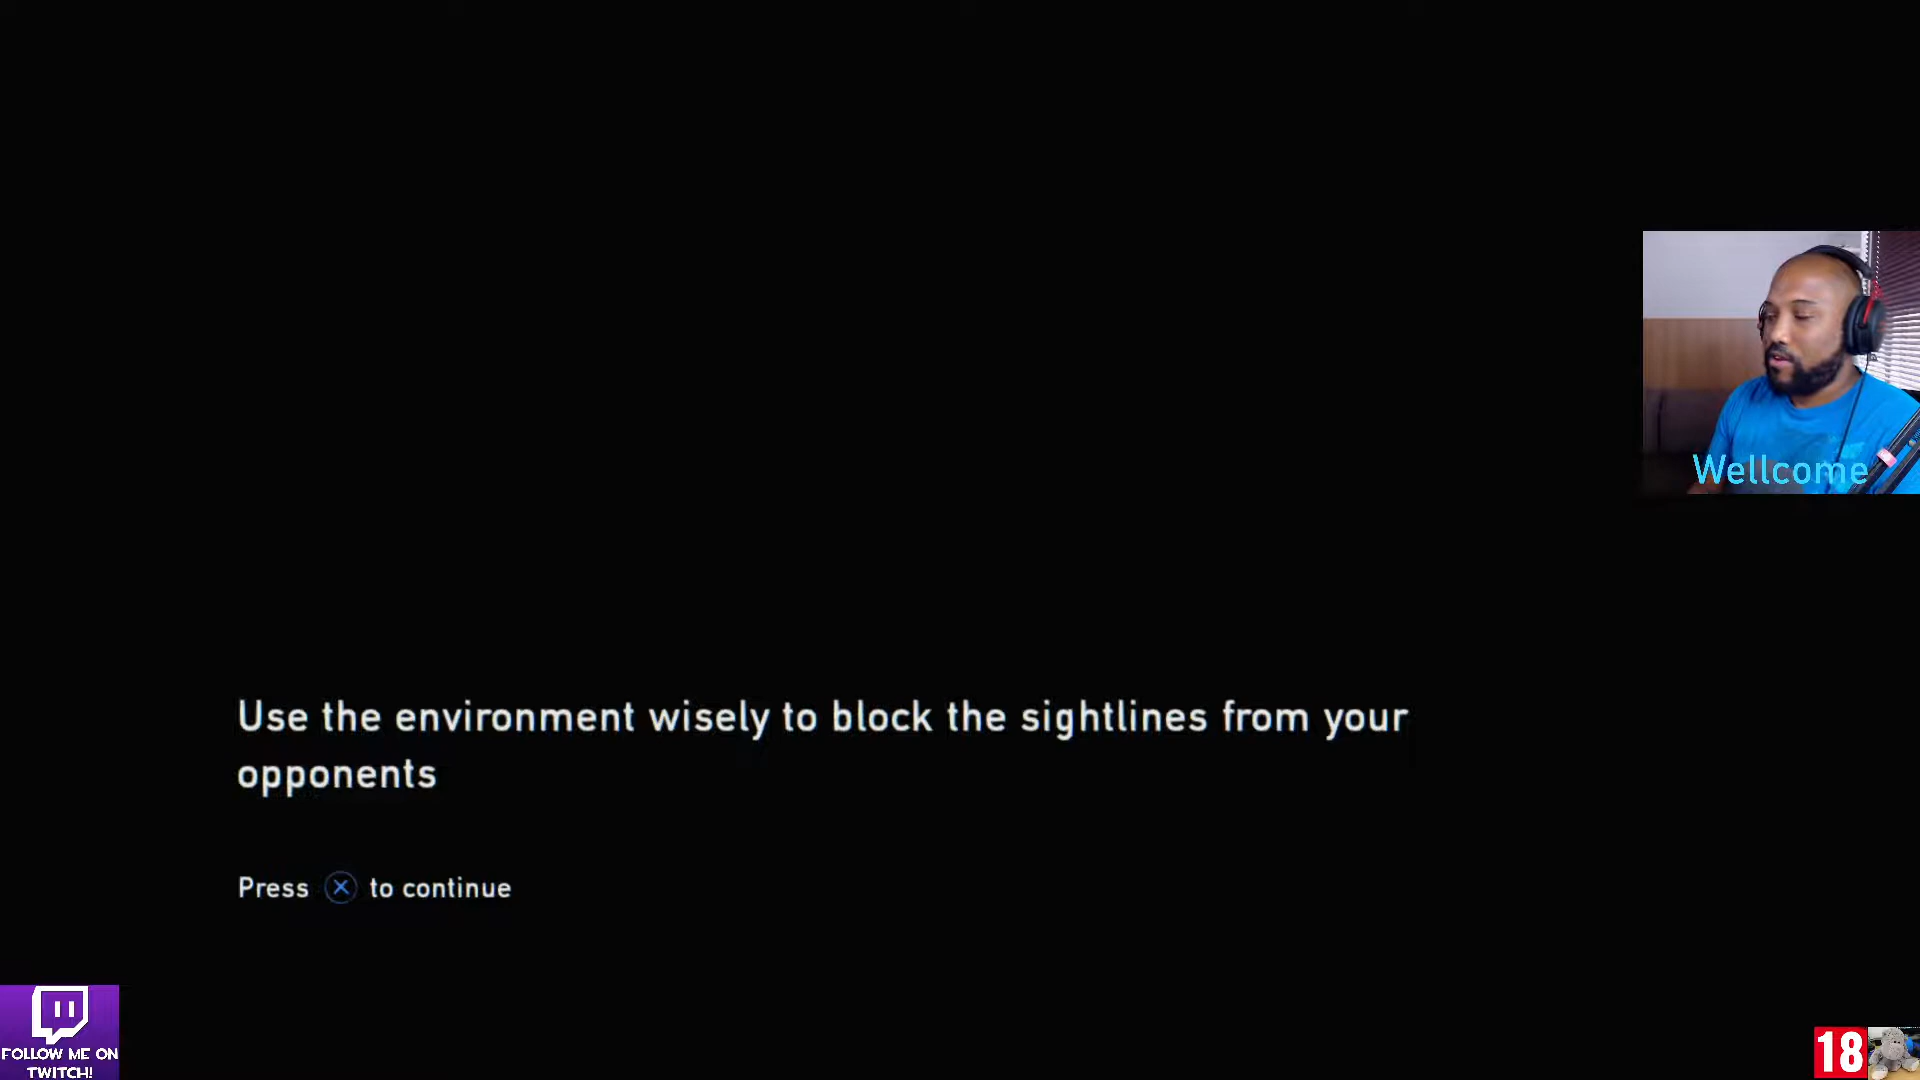 Wellcome
Use the environment wisely to block the sightlines from your
opponents
Press to continue
FOLLOW ME ON
TWITCH!
18